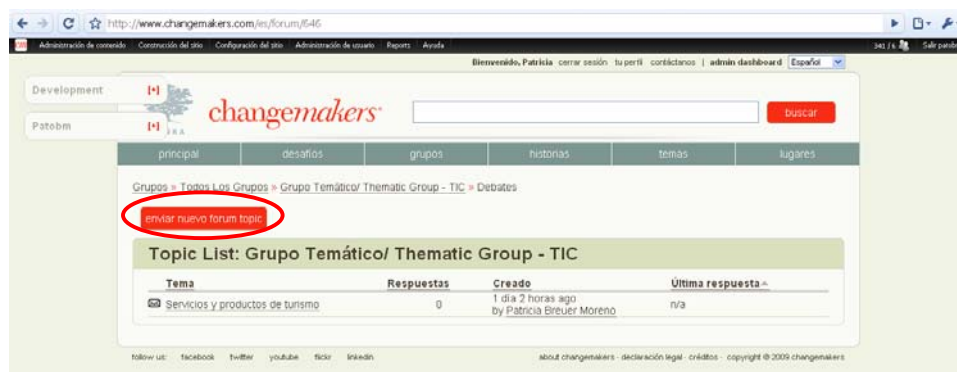 http://www.changemakers.com/es/forum/646
Administración de contenido Construcción del sitio Configuración del sitio Administración de usuario Reports Ayuda 341 / 6 Salir patobm
Bienvenido, Patricia cerrar sesión tu perfil contáctanos | admin dashboard Español
Development [+]
Patobm [+]
changemakers
buscar
principal desafíos grupos historias temas lugares
Grupos » Todos Los Grupos » Grupo Temático/ Thematic Group - TIC » Debates
enviar nuevo forum topic
Topic List: Grupo Temático/ Thematic Group - TIC
Tema Respuestas Creado Última respuesta
Servicios y productos de turismo 0 1 día 2 horas ago n/a
by Patricia Breuer Moreno
follow us: facebook twitter youtube flickr linkedin about changemakers · declaración legal · créditos · copyright © 2009 changemakers